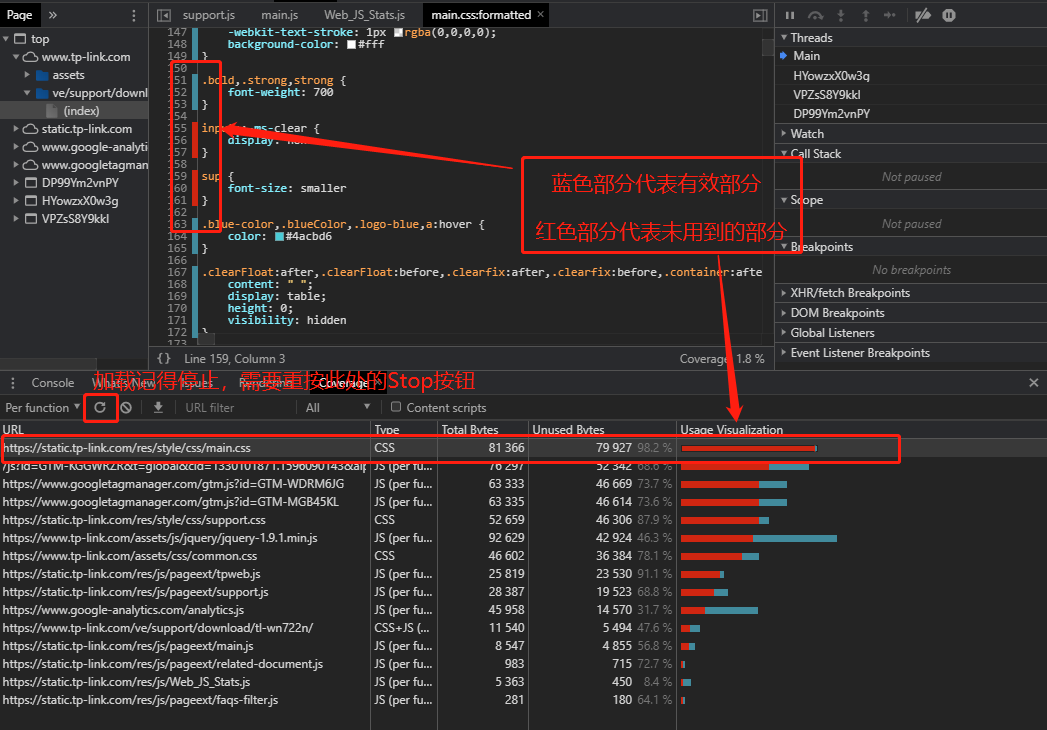 Page
support.js
main.js
Web_JS_Stats.js
main.css:formatted
top
www.tp-link.com
assets
ve/support/downl
(index)
static.tp-link.com
www.google-analyti
www.googletagman
DP99Ym2vnPY
HYowzxX0w3g
VPZsS8Y9kkI
147 -webkit-text-stroke: 1px rgba(0,0,0,0);
148 background-color: #fff
149 }
150
151 .bold,.strong,strong {
152 font-weight: 700
153 }
154
155 -ms-clear {
156 display:
157 }
158
159 sup {
160 font-size: smaller
161 }
162
163 .blue-color,.blueColor,.logo-blue,a:hover {
164 color: #4acbd6
165 }
166
167 .clearFloat:after,.clearFloat:before,.clearfix:after,.clearfix:before,.container:afte
168 content: " ";
169 display: table;
170 height: 0;
171 visibility: hidden
172 }
173
{} Line 159, Column 3
Coverage: 1.8 %
蓝色部分代表有效部分
红色部分代表未用到的部分
Threads
Main
HYowzxX0w3g
VPZsS8Y9kkI
DP99Ym2vnPY
Watch
Call Stack
Not paused
Scope
Not paused
Breakpoints
No breakpoints
XHR/fetch Breakpoints
DOM Breakpoints
Global Listeners
Event Listener Breakpoints
Console What's New Issues Rendering Coverage
加载记得停止，需要重按此处的Stop按钮
Per function
URL filter
All
Content scripts
URL Type Total Bytes Unused Bytes Usage Visualization
https://static.tp-link.com/res/style/css/main.css CSS 81 366 79 927 98.2 %
/js?id=GTM-KGGWRZR&t=global&cid=1330101871.1596090143&alp JS (per fu... 76 297 52 342 68.6 %
https://www.googletagmanager.com/gtm.js?id=GTM-WDRM6JG JS (per fu... 63 333 46 669 73.7 %
https://www.googletagmanager.com/gtm.js?id=GTM-MGB45KL JS (per fu... 63 335 46 614 73.6 %
https://static.tp-link.com/res/style/css/support.css CSS 52 659 46 306 87.9 %
https://www.tp-link.com/assets/js/jquery/jquery-1.9.1.min.js JS (per fu... 92 629 42 924 46.3 %
https://www.tp-link.com/assets/css/common.css CSS 46 602 36 384 78.1 %
https://static.tp-link.com/res/js/pageext/tpweb.js JS (per fu... 25 819 23 530 91.1 %
https://static.tp-link.com/res/js/pageext/support.js JS (per fu... 28 387 19 523 68.8 %
https://www.google-analytics.com/analytics.js JS (per fu... 45 958 14 570 31.7 %
https://www.tp-link.com/ve/support/download/tl-wn722n/ CSS+JS (... 11 540 5 494 47.6 %
https://static.tp-link.com/res/js/pageext/main.js JS (per fu... 8 547 4 855 56.8 %
https://static.tp-link.com/res/js/pageext/related-document.js JS (per fu... 983 715 72.7 %
https://static.tp-link.com/res/js/Web_JS_Stats.js JS (per fu... 5 363 450 8.4 %
https://static.tp-link.com/res/js/pageext/faqs-filter.js JS (per fu... 281 180 64.1 %